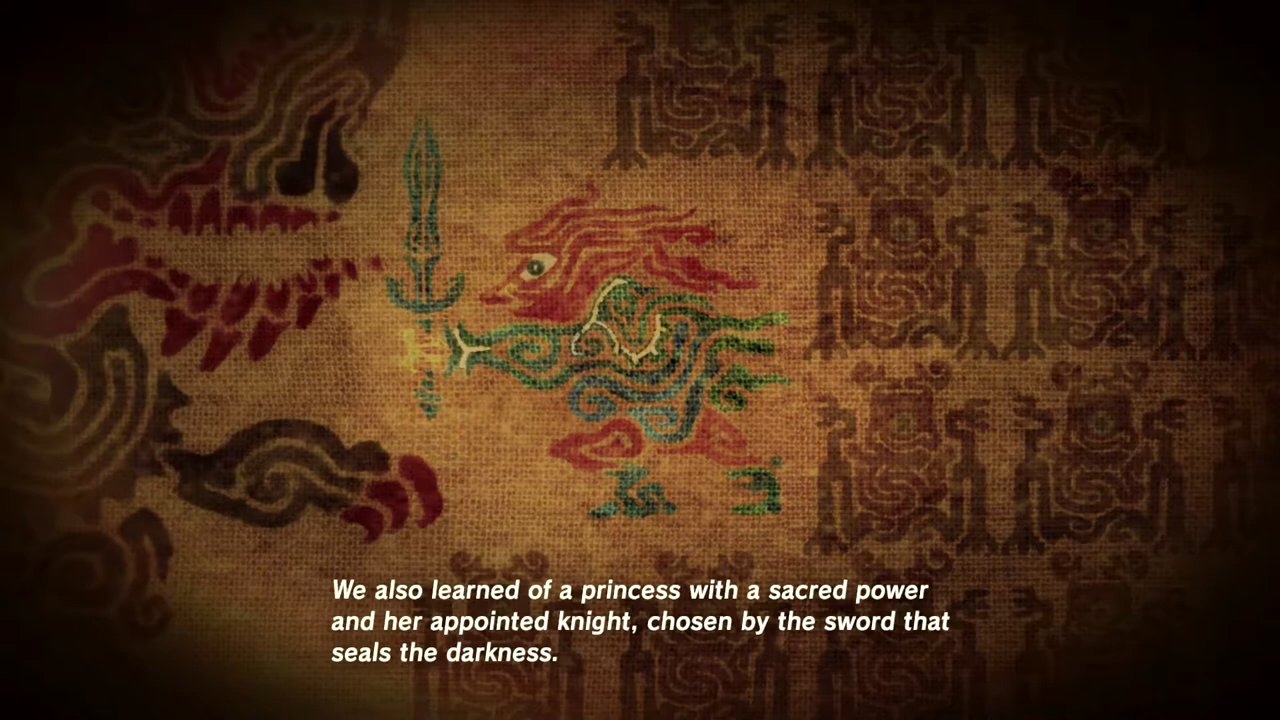 We also learned of a princess with a sacred power
and her appointed knight, chosen by the sword that
seals the darkness.